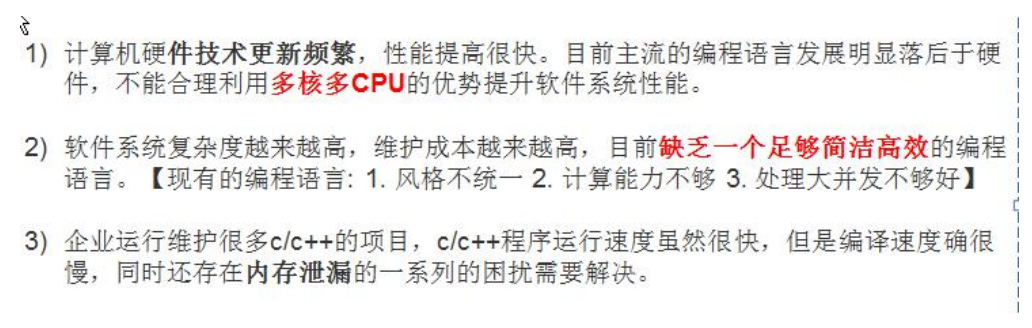 1) 计算机硬件技术更新频繁，性能提高很快。目前主流的编程语言发展明显落后于硬
件，不能合理利用多核多CPU的优势提升软件系统性能。
2) 软件系统复杂度越来越高，维护成本越来越高，目前缺乏一个足够简洁高效的编程
语言。【现有的编程语言: 1. 风格不统一 2. 计算能力不够 3. 处理大并发不够好】
3) 企业运行维护很多c/c++的项目，c/c++程序运行速度虽然很快，但是编译速度确很
慢，同时还存在内存泄漏的一系列的困扰需要解决。